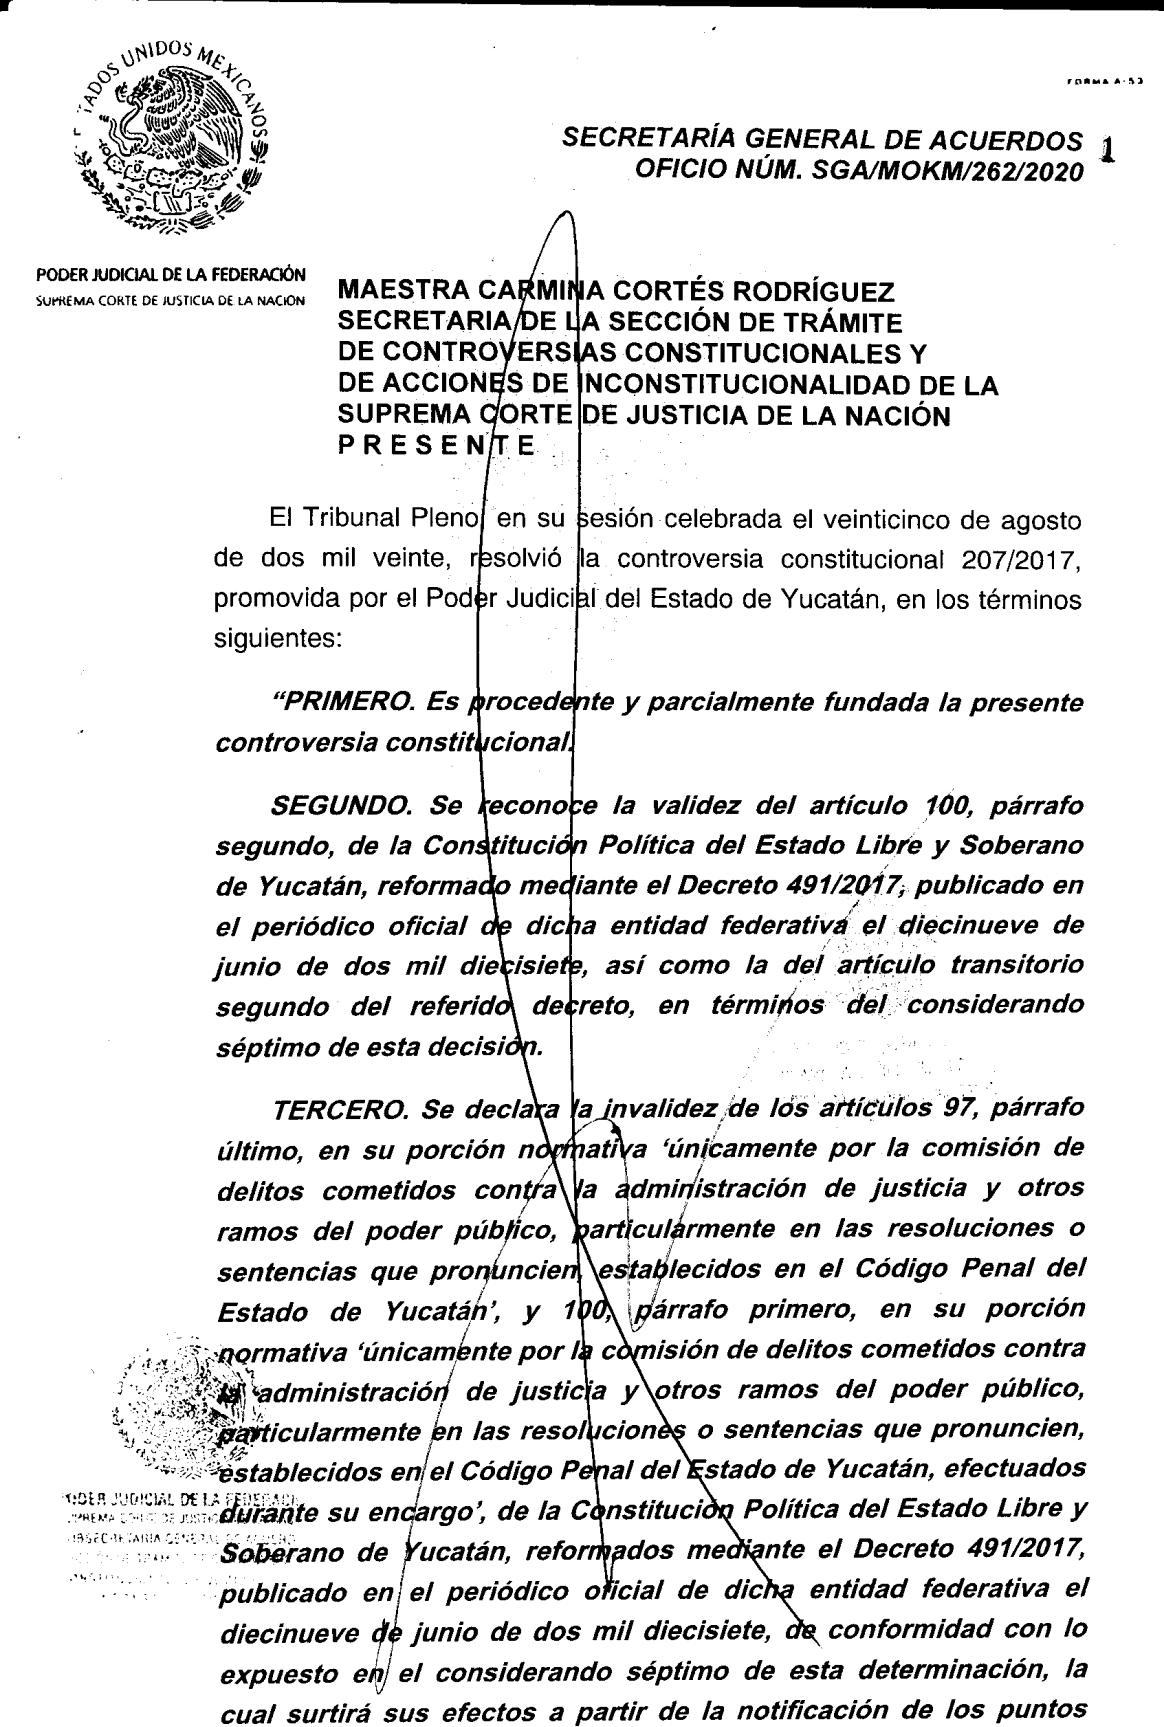 ESTADOS UNIDOS MEXICANOS
FORMA A-53
SECRETARÍA GENERAL DE ACUERDOS 1
OFICIO NÚM. SGA/MOKM/262/2020
PODER JUDICIAL DE LA FEDERACIÓN
SUPREMA CORTE DE JUSTICIA DE LA NACIÓN
MAESTRA CARMINA CORTÉS RODRÍGUEZ
SECRETARIA DE LA SECCIÓN DE TRÁMITE
DE CONTROVERSIAS CONSTITUCIONALES Y
DE ACCIONES DE INCONSTITUCIONALIDAD DE LA
SUPREMA CORTE DE JUSTICIA DE LA NACIÓN
P R E S E N T E
El Tribunal Pleno, en su sesión celebrada el veinticinco de agosto
de dos mil veinte, resolvió la controversia constitucional 207/2017,
promovida por el Poder Judicial del Estado de Yucatán, en los términos
siguientes:
“PRIMERO. Es procedente y parcialmente fundada la presente
controversia constitucional.
SEGUNDO. Se reconoce la validez del artículo 100, párrafo
segundo, de la Constitución Política del Estado Libre y Soberano
de Yucatán, reformado mediante el Decreto 491/2017, publicado en
el periódico oficial de dicha entidad federativa el diecinueve de
junio de dos mil diecisiete, así como la del artículo transitorio
segundo del referido decreto, en términos del considerando
séptimo de esta decisión.
TERCERO. Se declara la invalidez de los artículos 97, párrafo
último, en su porción normativa ‘únicamente por la comisión de
delitos cometidos contra la administración de justicia y otros
ramos del poder público, particularmente en las resoluciones o
sentencias que pronuncien, establecidos en el Código Penal del
Estado de Yucatán’, y 100, párrafo primero, en su porción
normativa ‘únicamente por la comisión de delitos cometidos contra
la administración de justicia y otros ramos del poder público,
particularmente en las resoluciones o sentencias que pronuncien,
establecidos en el Código Penal del Estado de Yucatán, efectuados
durante su encargo’, de la Constitución Política del Estado Libre y
Soberano de Yucatán, reformados mediante el Decreto 491/2017,
publicado en el periódico oficial de dicha entidad federativa el
diecinueve de junio de dos mil diecisiete, de conformidad con lo
expuesto en el considerando séptimo de esta determinación, la
cual surtirá sus efectos a partir de la notificación de los puntos
PODER JUDICIAL DE LA FEDERACIÓN